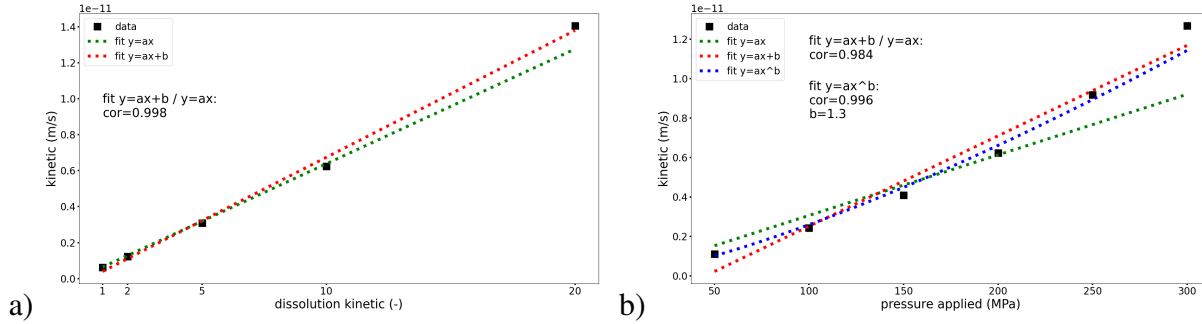 1e−11
data
fit y=ax
fit y=ax+b
fit y=ax+b / y=ax:
cor=0.998
kinetic (m/s)
1.4
1.2
1.0
0.8
0.6
0.4
0.2
0.0
1 2 5 10 20
dissolution kinetic (-)
a)
1e−11
data
fit y=ax
fit y=ax+b
fit y=ax^b
fit y=ax+b / y=ax:
cor=0.984
fit y=ax^b:
cor=0.996
b=1.3
kinetic (m/s)
1.2
1.0
0.8
0.6
0.4
0.2
0.0
50 100 150 200 250 300
pressure applied (MPa)
b)